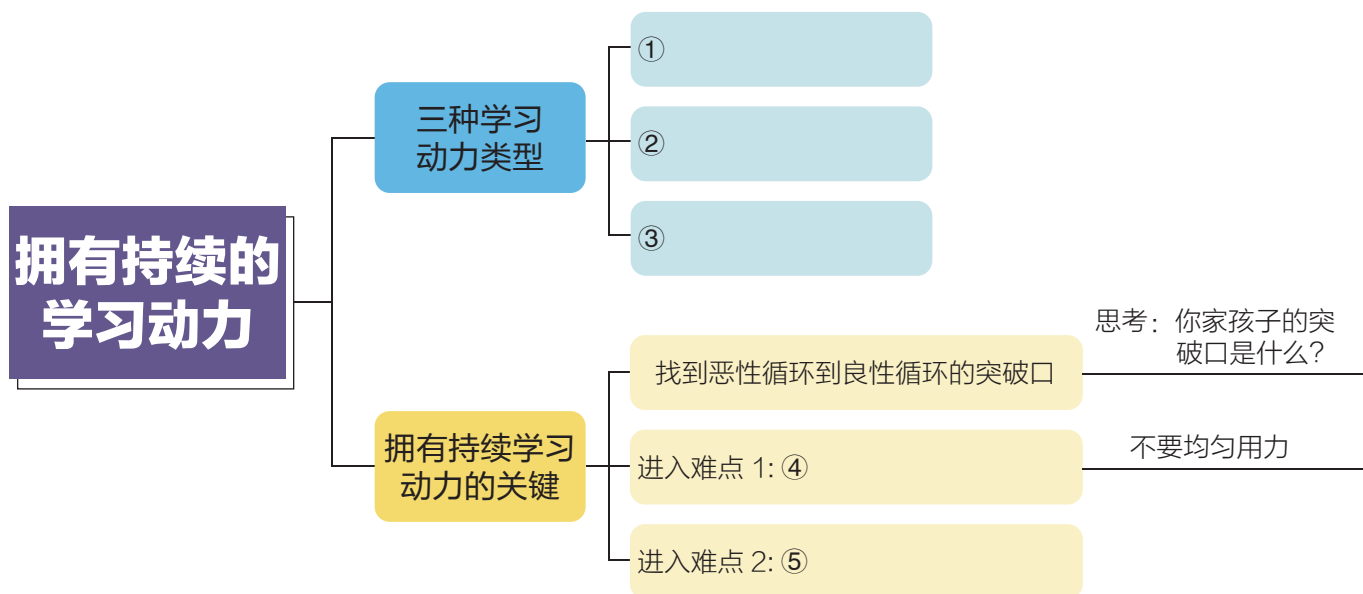 拥有持续的
学习动力
三种学习
动力类型
①
②
③
拥有持续学习
动力的关键
找到恶性循环到良性循环的突破口
思考：你家孩子的突
破口是什么？
进入难点 1: ④
不要均匀用力
进入难点 2: ⑤